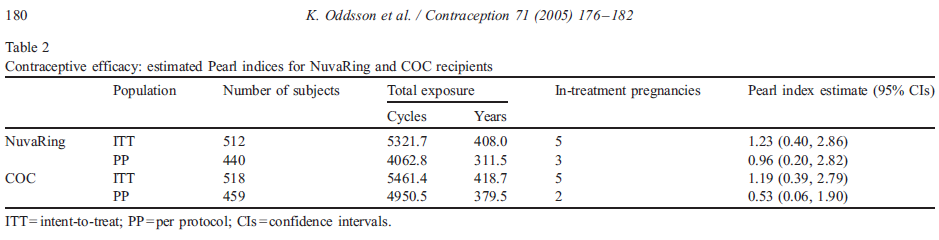 180 K. Oddsson et al. / Contraception 71 (2005) 176–182
Table 2
Contraceptive efficacy: estimated Pearl indices for NuvaRing and COC recipients
Population Number of subjects Total exposure In-treatment pregnancies Pearl index estimate (95% CIs)
Cycles Years
NuvaRing ITT 512 5321.7 408.0 5 1.23 (0.40, 2.86)
PP 440 4062.8 311.5 3 0.96 (0.20, 2.82)
COC ITT 518 5461.4 418.7 5 1.19 (0.39, 2.79)
PP 459 4950.5 379.5 2 0.53 (0.06, 1.90)
ITT=intent-to-treat; PP=per protocol; CIs=confidence intervals.